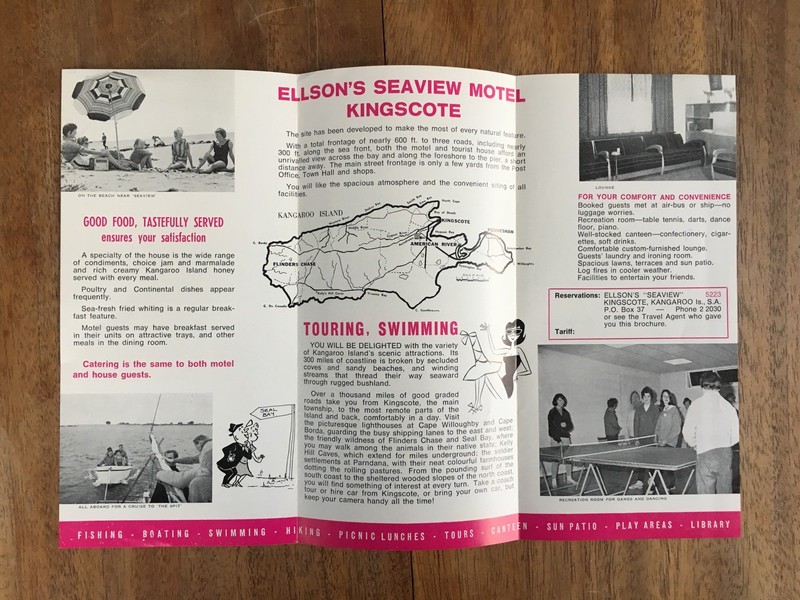 ON THE BEACH NEAR 'SEAVIEW'
GOOD FOOD, TASTEFULLY SERVED
ensures your satisfaction
A specialty of the house is the wide range
of condiments, choice jam and marmalade
and rich creamy Kangaroo Island honey
served with every meal.
Poultry and Continental dishes appear
frequently.
Sea-fresh fried whiting is a regular break-
fast feature.
Motel guests may have breakfast served
in their units on attractive trays, and other
meals in the dining room.
Catering is the same to both motel
and house guests.
ALL ABOARD FOR A CRUISE TO 'THE SPIT'
SEAL
BAY
ELLSON'S SEAVIEW MOTEL
KINGSCOTE
The site has been developed to make the most of every natural feature.
With a total frontage of nearly 600 ft. to three roads, including nearly
300 ft. along the sea front, both the motel and tourist house afford an
unrivalled view across the bay and along the foreshore to the pier, a short
distance away. The main street frontage is only a few yards from the Post
Office, Town Hall and shops.
You will like the spacious atmosphere and the convenient siting of all
facilities.
KANGAROO ISLAND
KINGSCOTE
AMERICAN RIVER
PENNESHAW
FLINDERS CHASE
TOURING, SWIMMING
YOU WILL BE DELIGHTED with the variety
of Kangaroo Island's scenic attractions. Its
300 miles of coastline is broken by secluded
coves and sandy beaches, and winding
streams that thread their way seaward
through rugged bushland.
Over a thousand miles of good graded
roads take you from Kingscote, the main
township, to the most remote parts of the
Island and back, comfortably in a day. Visit
the picturesque lighthouses at Cape Willoughby and Cape
Borda, guarding the busy shipping lanes to the east and west;
the friendly wildness of Flinders Chase and Seal Bay, where
you may walk among the animals in their native state; Kelly
Hill Caves, which extend for miles underground; the soldier
settlements at Parndana, with their neat colourful farmhouses
dotting the rolling pastures. From the pounding surf of the
south coast to the sheltered wooded slopes of the north coast,
you will find something of interest at every turn. Take a coach
tour or hire car from Kingscote, or bring your own car, but
keep your camera handy all the time!
LOUNGE
FOR YOUR COMFORT AND CONVENIENCE
Booked guests met at air-bus or ship—no
luggage worries.
Recreation room—table tennis, darts, dance
floor, piano.
Well-stocked canteen—confectionery, cigar-
ettes, soft drinks.
Comfortable custom-furnished lounge.
Guests' laundry and ironing room.
Spacious lawns, terraces and sun patio.
Log fires in cooler weather.
Facilities to entertain your friends.
Reservations: ELLSON'S "SEAVIEW" 5223
KINGSCOTE, KANGAROO Is., S.A.
P.O. Box 37 — Phone 2 2030
or see the Travel Agent who gave
you this brochure.
Tariff:
RECREATION ROOM FOR GAMES AND DANCING
FISHING - BOATING - SWIMMING - HIKING - PICNIC LUNCHES - TOURS - CANTEEN - SUN PATIO - PLAY AREAS - LIBRARY